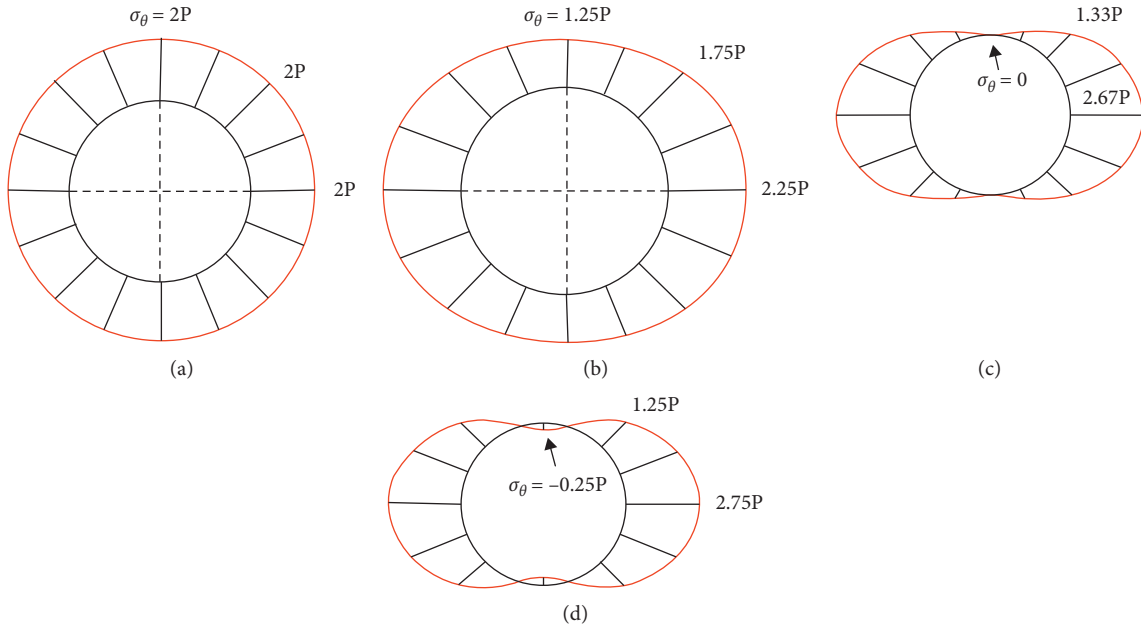 σθ = 2P
2P
2P
(a)
σθ = 1.25P
1.75P
2.25P
(b)
1.33P
σθ = 0
2.67P
(c)
1.25P
σθ = –0.25P
2.75P
(d)